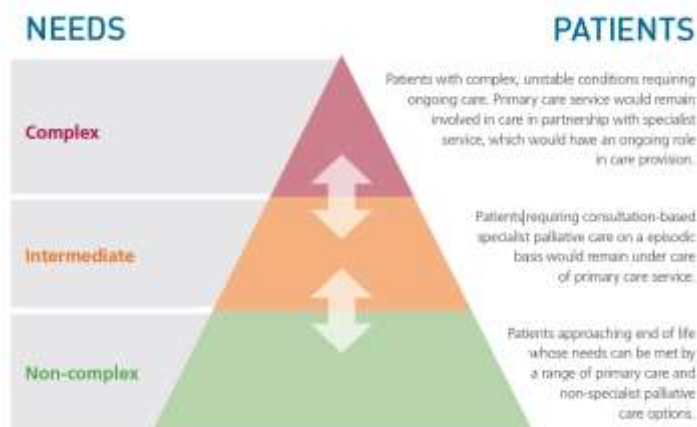 NEEDS
PATIENTS
Complex
Patients with complex, unstable conditions requiring
ongoing care. Primary care service would remain
involved in care in partnership with specialist
service, which would have an ongoing role
in care provision.
Intermediate
Patients requiring consultation-based
specialist palliative care on a episodic
basis would remain under care
of primary care service.
Non-complex
Patients approaching end of life
whose needs can be met by
a range of primary care and
non-specialist palliative
care options.